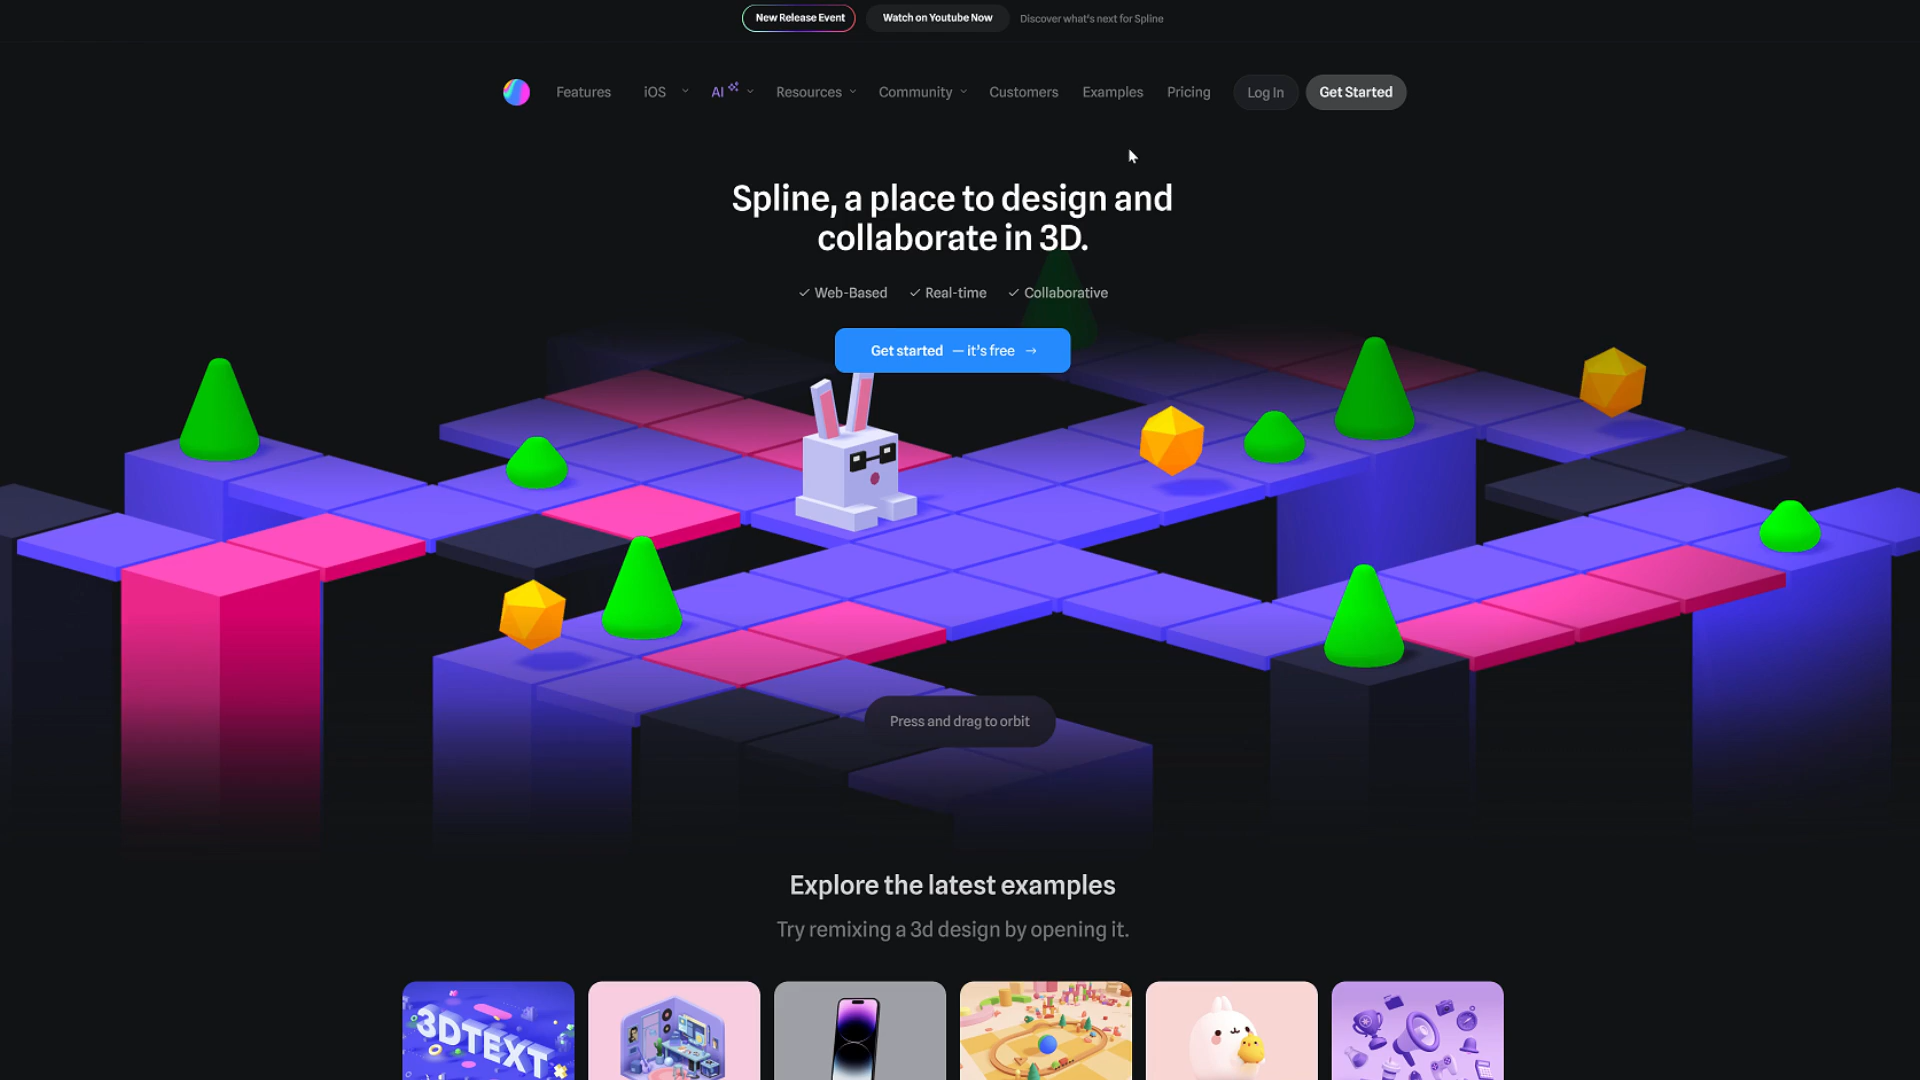 New Release Event Watch on Youtube Now Discover what's next for Spline
Features iOS AI Resources Community Customers Examples Pricing Log In Get Started
Spline, a place to design and
collaborate in 3D.
Web-Based Real-time Collaborative
Get started — it's free →
Press and drag to orbit
Explore the latest examples
Try remixing a 3d design by opening it.
3DTEXT